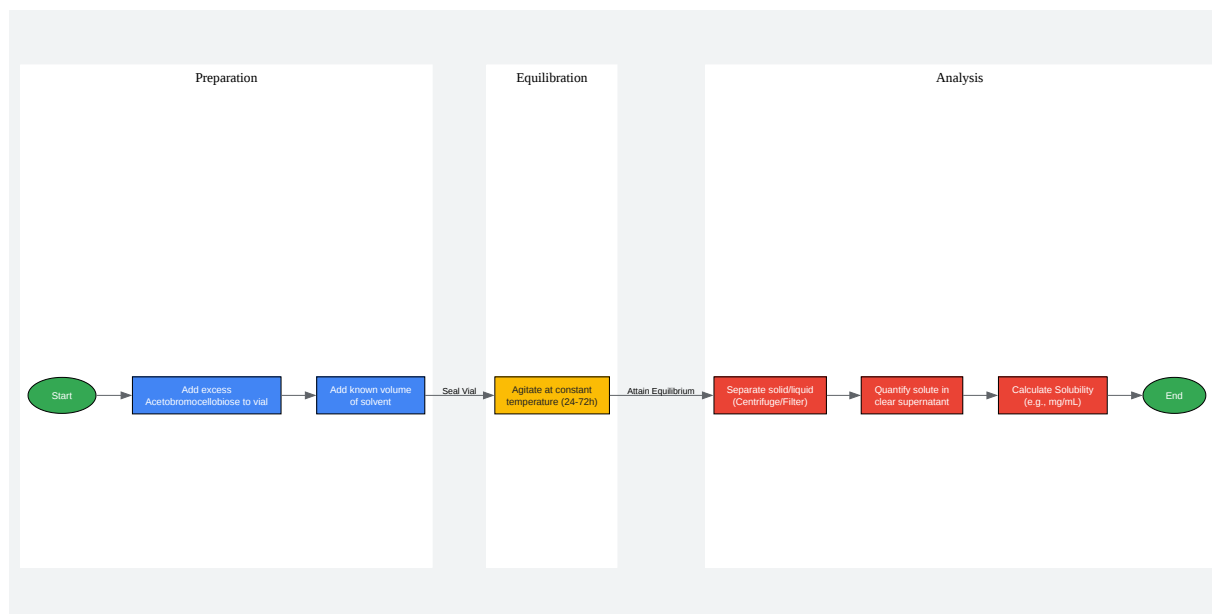 Preparation
Equilibration
Analysis
Start
Add excess
Acetobromocellobiose to vial
Add known volume
of solvent
Seal Vial
Agitate at constant
temperature (24-72h)
Attain Equilibrium
Separate solid/liquid
(Centrifuge/Filter)
Quantify solute in
clear supernatant
Calculate Solubility
(e.g., mg/mL)
End